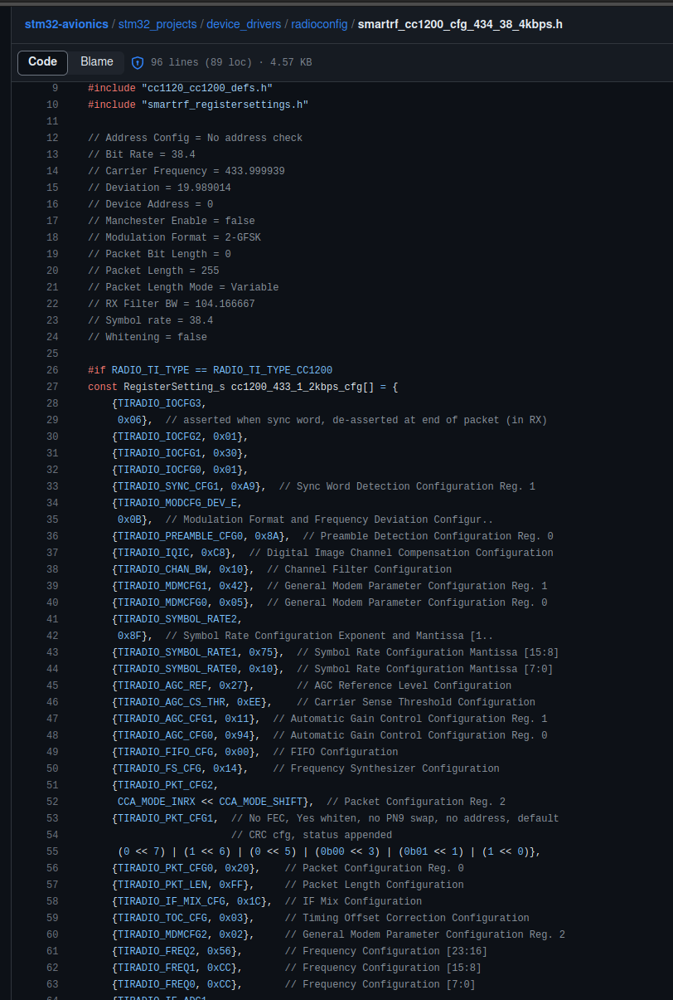 stm32-avionics / stm32_projects / device_drivers / radioconfig / smartrf_cc1200_cfg_434_38_4kbps.h
Code Blame 96 lines (89 loc) · 4.57 KB
9 #include "cc1120_cc1200_defs.h"
10 #include "smartrf_registersettings.h"
11
12 // Address Config = No address check
13 // Bit Rate = 38.4
14 // Carrier Frequency = 433.999939
15 // Deviation = 19.989014
16 // Device Address = 0
17 // Manchester Enable = false
18 // Modulation Format = 2-GFSK
19 // Packet Bit Length = 0
20 // Packet Length = 255
21 // Packet Length Mode = Variable
22 // RX Filter BW = 104.166667
23 // Symbol rate = 38.4
24 // Whitening = false
25
26 #if RADIO_TI_TYPE == RADIO_TI_TYPE_CC1200
27 const RegisterSetting_s cc1200_433_1_2kbps_cfg[] = {
28 {TIRADIO_IOCFG3,
29 0x06}, // asserted when sync word, de-asserted at end of packet (in RX)
30 {TIRADIO_IOCFG2, 0x01},
31 {TIRADIO_IOCFG1, 0x30},
32 {TIRADIO_IOCFG0, 0x01},
33 {TIRADIO_SYNC_CFG1, 0xA9}, // Sync Word Detection Configuration Reg. 1
34 {TIRADIO_MODCFG_DEV_E,
35 0x0B}, // Modulation Format and Frequency Deviation Configur..
36 {TIRADIO_PREAMBLE_CFG0, 0x8A}, // Preamble Detection Configuration Reg. 0
37 {TIRADIO_IQIC, 0xC8}, // Digital Image Channel Compensation Configuration
38 {TIRADIO_CHAN_BW, 0x10}, // Channel Filter Configuration
39 {TIRADIO_MDMCFG1, 0x42}, // General Modem Parameter Configuration Reg. 1
40 {TIRADIO_MDMCFG0, 0x05}, // General Modem Parameter Configuration Reg. 0
41 {TIRADIO_SYMBOL_RATE2,
42 0x8F}, // Symbol Rate Configuration Exponent and Mantissa [1..
43 {TIRADIO_SYMBOL_RATE1, 0x75}, // Symbol Rate Configuration Mantissa [15:8]
44 {TIRADIO_SYMBOL_RATE0, 0x10}, // Symbol Rate Configuration Mantissa [7:0]
45 {TIRADIO_AGC_REF, 0x27}, // AGC Reference Level Configuration
46 {TIRADIO_AGC_CS_THR, 0xEE}, // Carrier Sense Threshold Configuration
47 {TIRADIO_AGC_CFG1, 0x11}, // Automatic Gain Control Configuration Reg. 1
48 {TIRADIO_AGC_CFG0, 0x94}, // Automatic Gain Control Configuration Reg. 0
49 {TIRADIO_FIFO_CFG, 0x00}, // FIFO Configuration
50 {TIRADIO_FS_CFG, 0x14}, // Frequency Synthesizer Configuration
51 {TIRADIO_PKT_CFG2,
52 CCA_MODE_INRX << CCA_MODE_SHIFT}, // Packet Configuration Reg. 2
53 {TIRADIO_PKT_CFG1, // No FEC, Yes whiten, no PN9 swap, no address, default
54 // CRC cfg, status appended
55 (0 << 7) | (1 << 6) | (0 << 5) | (0b00 << 3) | (0b01 << 1) | (1 << 0)},
56 {TIRADIO_PKT_CFG0, 0x20}, // Packet Configuration Reg. 0
57 {TIRADIO_PKT_LEN, 0xFF}, // Packet Length Configuration
58 {TIRADIO_IF_MIX_CFG, 0x1C}, // IF Mix Configuration
59 {TIRADIO_TOC_CFG, 0x03}, // Timing Offset Correction Configuration
60 {TIRADIO_MDMCFG2, 0x02}, // General Modem Parameter Configuration Reg. 2
61 {TIRADIO_FREQ2, 0x56}, // Frequency Configuration [23:16]
62 {TIRADIO_FREQ1, 0xCC}, // Frequency Configuration [15:8]
63 {TIRADIO_FREQ0, 0xCC}, // Frequency Configuration [7:0]
64 {TIRADIO_IF_ADC1,